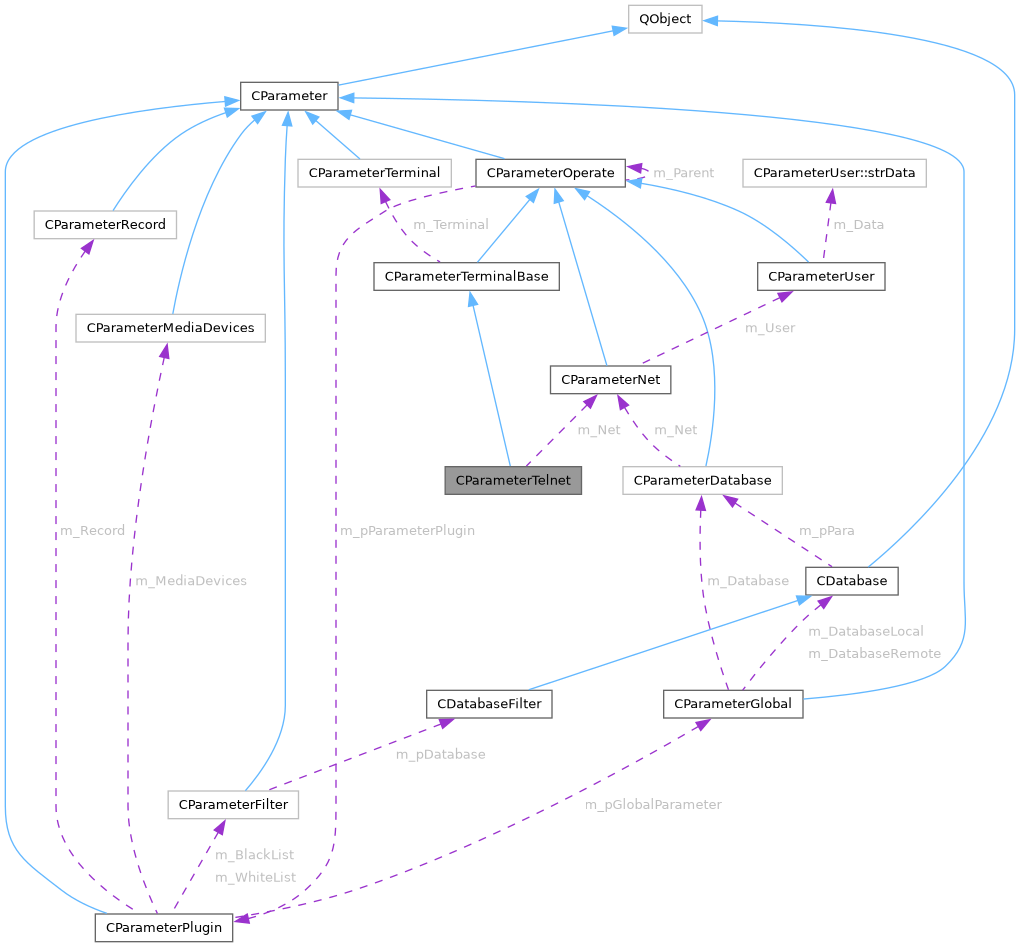 QObject
CParameter
CParameterTerminal
CParameterOperate
m_Parent
CParameterUser::strData
CParameterRecord
m_Terminal
m_Data
CParameterTerminalBase
CParameterUser
CParameterMediaDevices
m_User
CParameterNet
m_Net
m_Net
CParameterTelnet
CParameterDatabase
m_Record
m_pParameterPlugin
m_pPara
m_MediaDevices
m_Database
CDatabase
m_DatabaseLocal
m_DatabaseRemote
CDatabaseFilter
CParameterGlobal
m_pDatabase
CParameterFilter
m_pGlobalParameter
m_BlackList
m_WhiteList
CParameterPlugin